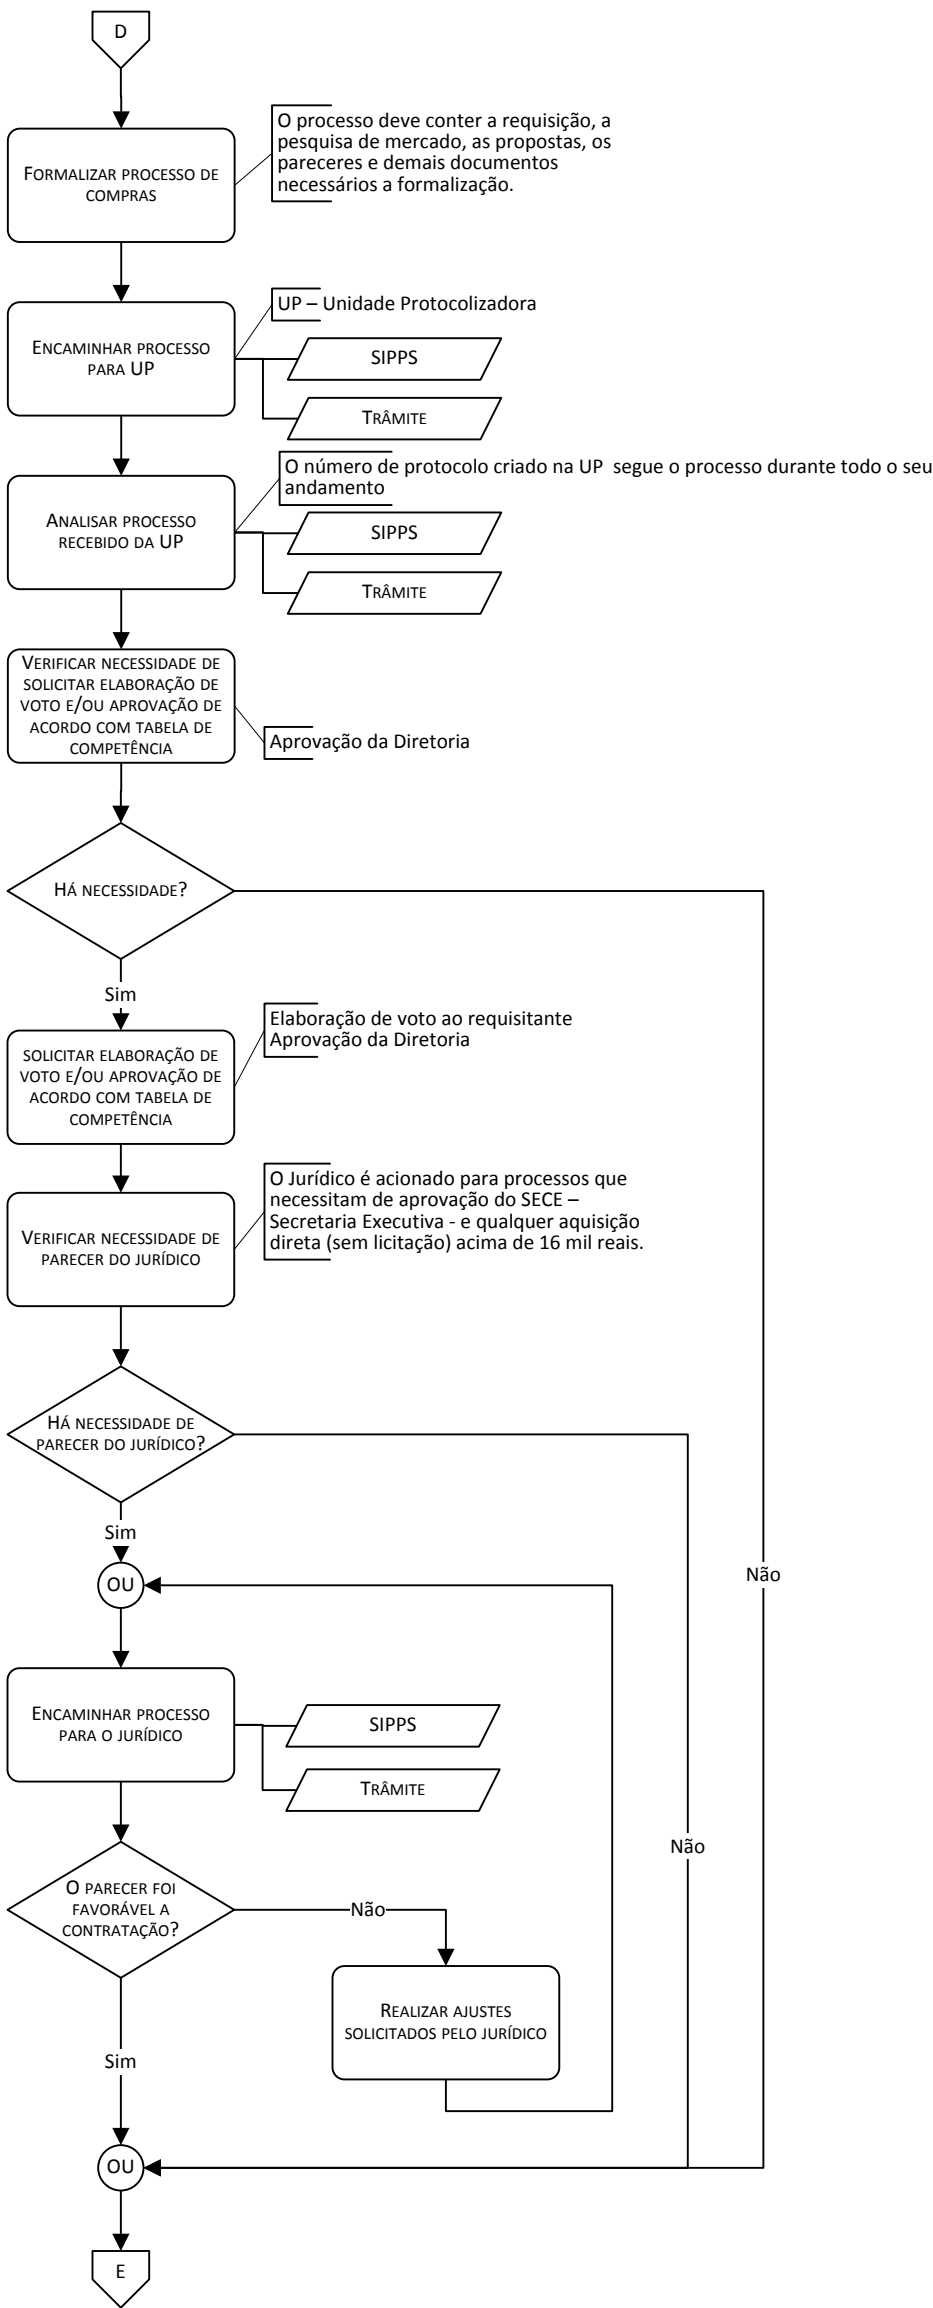 D
FORMALIZAR PROCESSO DE
COMPRAS
O processo deve conter a requisição, a
pesquisa de mercado, as propostas, os
pareceres e demais documentos
necessários a formalização.
ENCAMINHAR PROCESSO
PARA UP
UP – Unidade Protocolizadora
SIPPS
TRÂMITE
ANALISAR PROCESSO
RECEBIDO DA UP
O número de protocolo criado na UP  segue o processo durante todo o seu
andamento
SIPPS
TRÂMITE
VERIFICAR NECESSIDADE DE
SOLICITAR ELABORAÇÃO DE
VOTO E/OU APROVAÇÃO DE
ACORDO COM TABELA DE
COMPETÊNCIA
Aprovação da Diretoria
HÁ NECESSIDADE?
Sim
SOLICITAR ELABORAÇÃO DE
VOTO E/OU APROVAÇÃO DE
ACORDO COM TABELA DE
COMPETÊNCIA
Elaboração de voto ao requisitante
Aprovação da Diretoria
VERIFICAR NECESSIDADE DE
PARECER DO JURÍDICO
O Jurídico é acionado para processos que
necessitam de aprovação do SECE –
Secretaria Executiva - e qualquer aquisição
direta (sem licitação) acima de 16 mil reais.
HÁ NECESSIDADE DE
PARECER DO JURÍDICO?
Sim
OU
Não
ENCAMINHAR PROCESSO
PARA O JURÍDICO
SIPPS
TRÂMITE
Não
O PARECER FOI
FAVORÁVEL A
CONTRATAÇÃO?
Não
REALIZAR AJUSTES
SOLICITADOS PELO JURÍDICO
Sim
OU
E